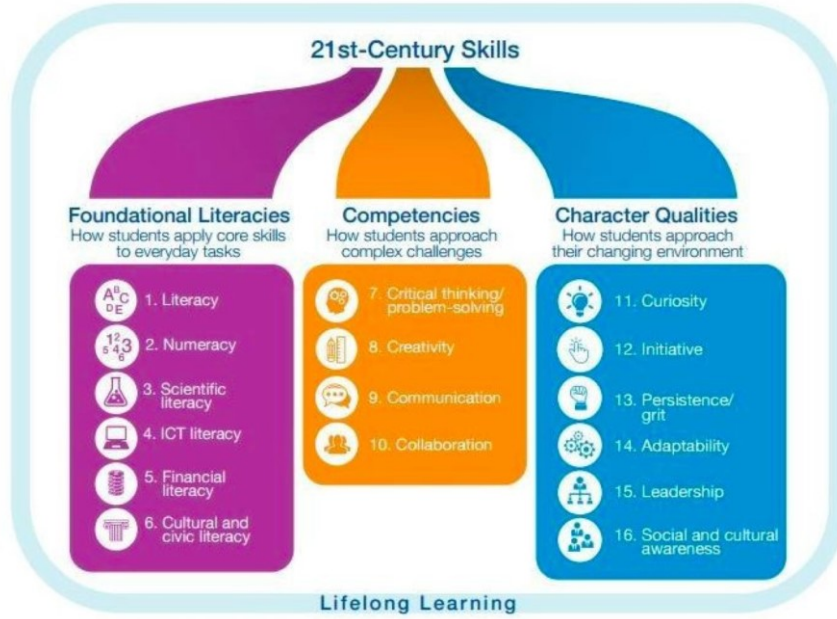 21st-Century Skills
Foundational Literacies
How students apply core skills
to everyday tasks
ABCDE
1. Literacy
123456
2. Numeracy
3. Scientific
literacy
4. ICT literacy
5. Financial
literacy
6. Cultural and
civic literacy
Competencies
How students approach
complex challenges
7. Critical thinking/
problem-solving
8. Creativity
9. Communication
10. Collaboration
Character Qualities
How students approach
their changing environment
11. Curiosity
12. Initiative
13. Persistence/
grit
14. Adaptability
15. Leadership
16. Social and cultural
awareness
Lifelong Learning